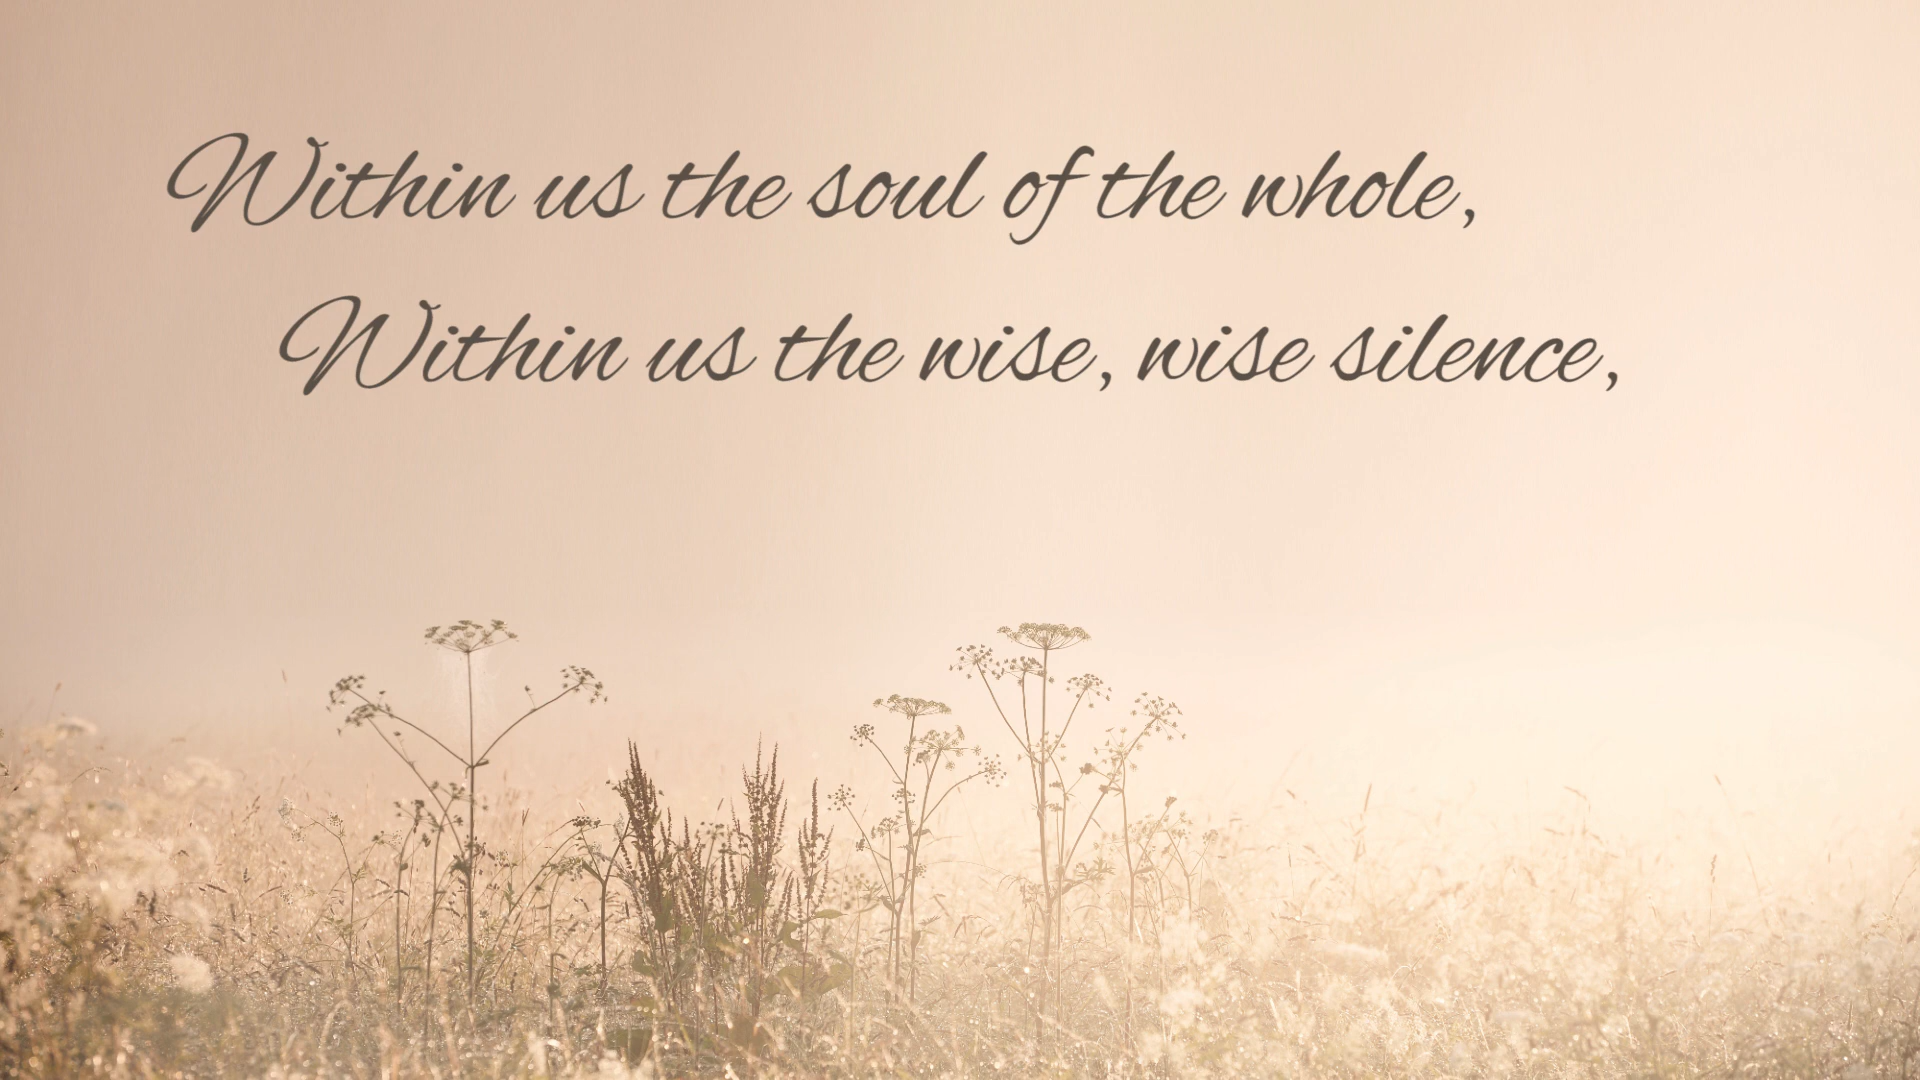 Within us the soul of the whole,
Within us the wise, wise silence,